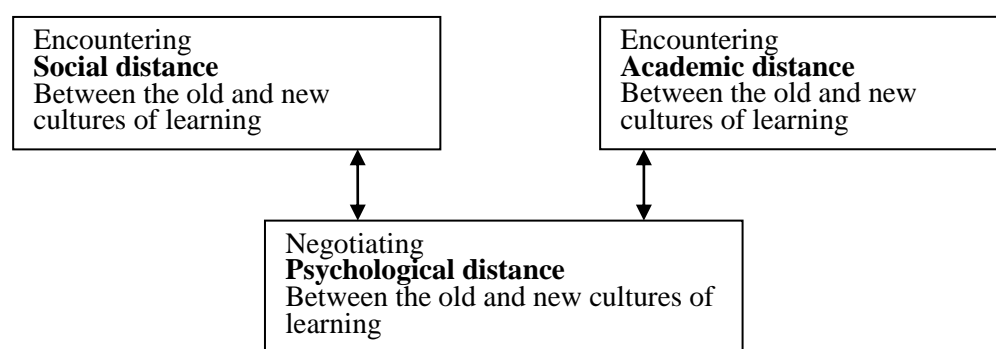 Encountering
Social distance
Between the old and new
cultures of learning
Encountering
Academic distance
Between the old and new
cultures of learning
Negotiating
Psychological distance
Between the old and new cultures of
learning